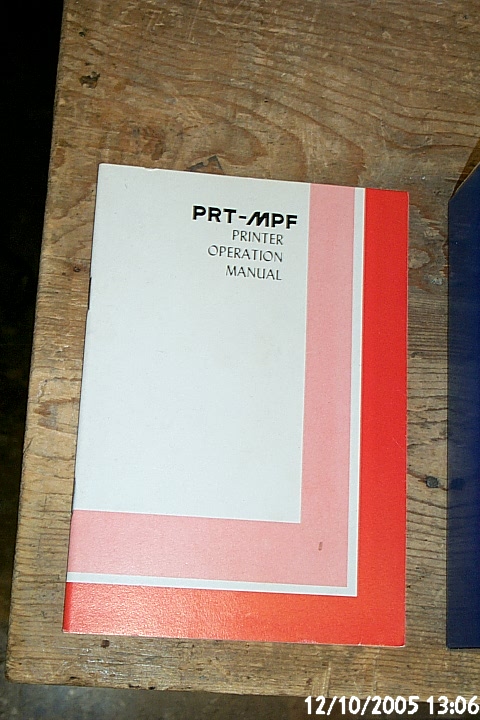 PRT-MPF
PRINTER
OPERATION
MANUAL
12/10/2005 13:06